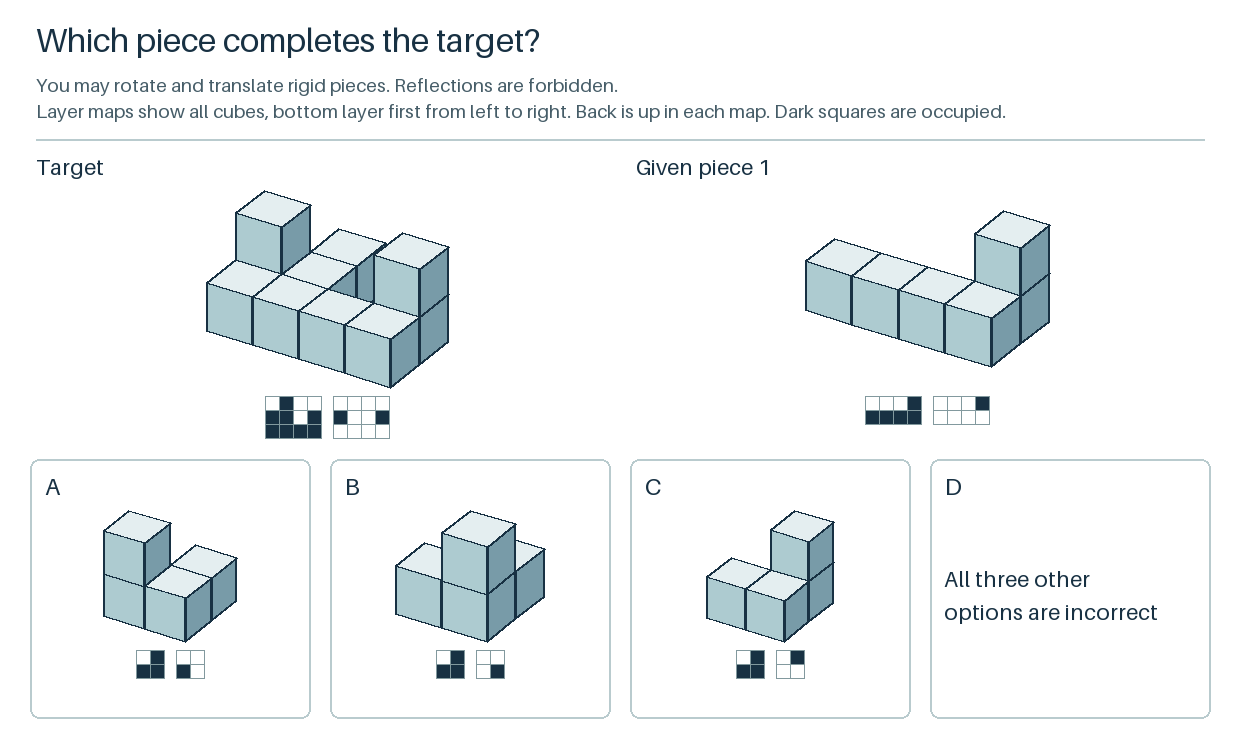 Which piece completes the target?
You may rotate and translate rigid pieces. Reflections are forbidden.
Layer maps show all cubes, bottom layer first from left to right. Back is up in each map. Dark squares are occupied.
Target
Given piece 1
A
B
C
D
All three other
options are incorrect